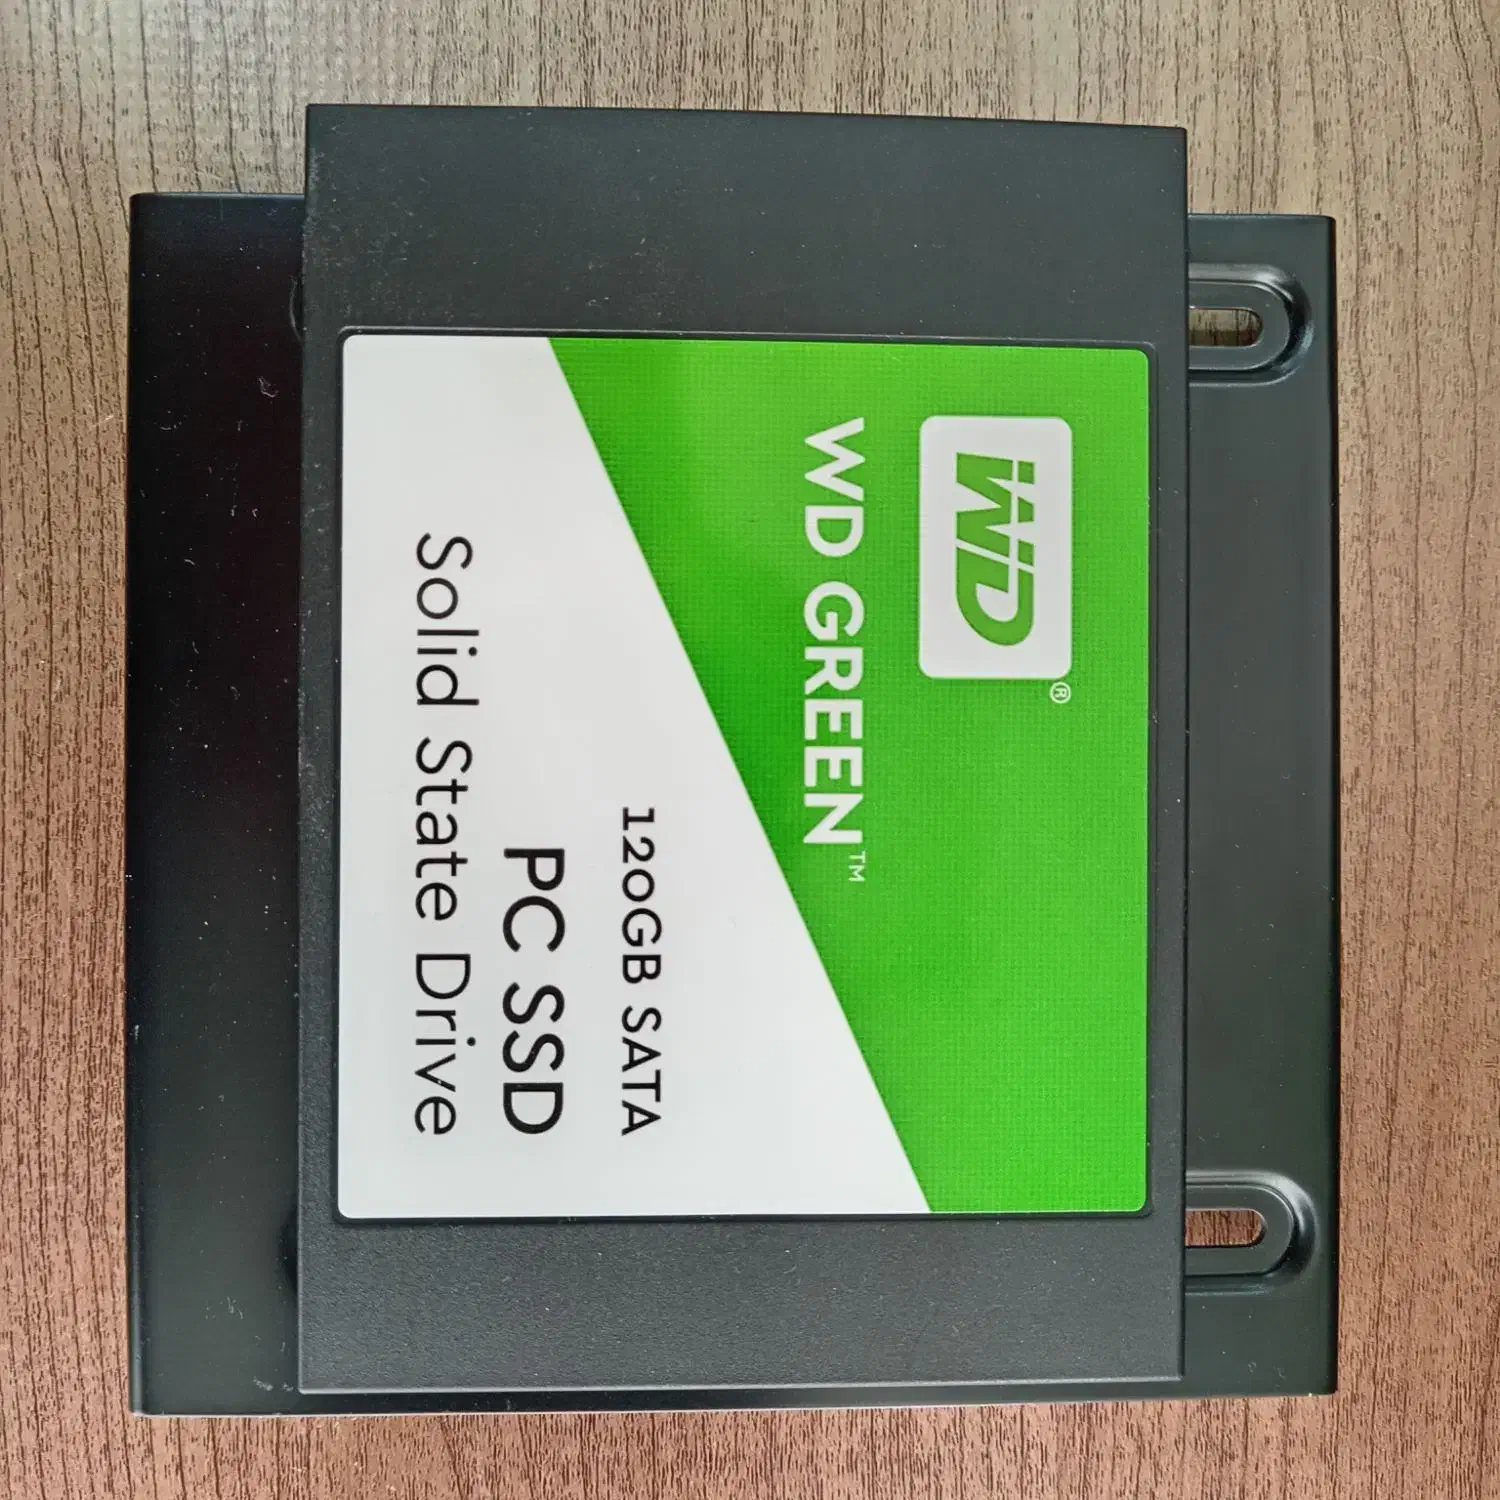 WD®
WD GREEN™
120GB SATA
PC SSD
Solid State Drive